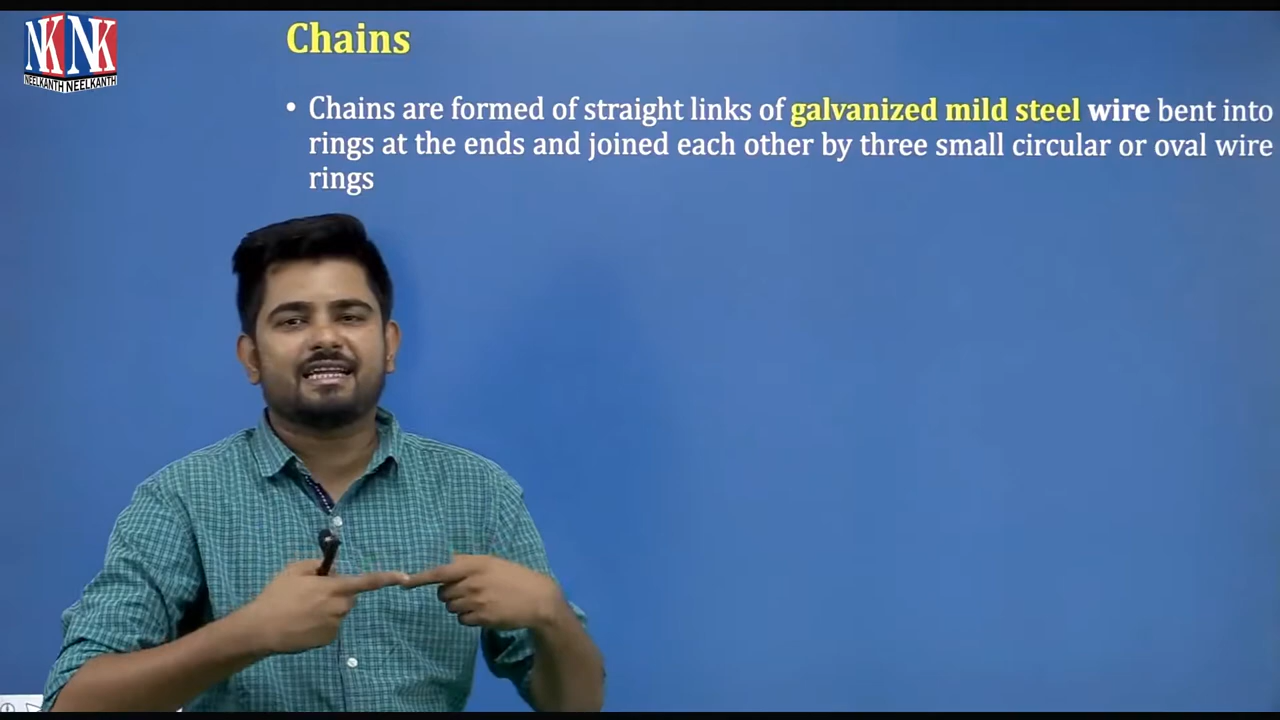 NK NK
NEELKANTH NEELKANTH
Chains
• Chains are formed of straight links of galvanized mild steel wire bent into
rings at the ends and joined each other by three small circular or oval wire
rings